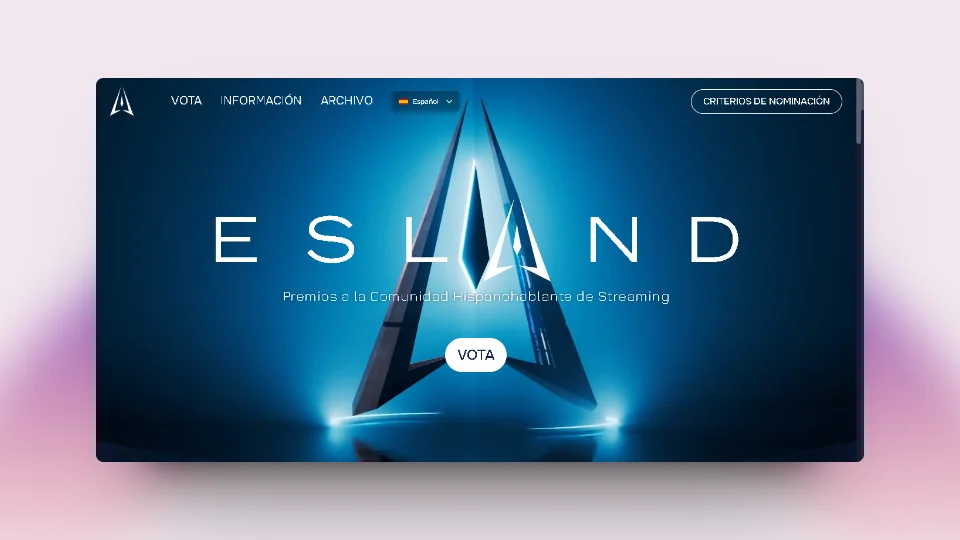 VOTA INFORMACIÓN ARCHIVO Español CRITERIOS DE NOMINACIÓN
ESLAND
Premios a la Comunidad Hispanohablante de Streaming
VOTA